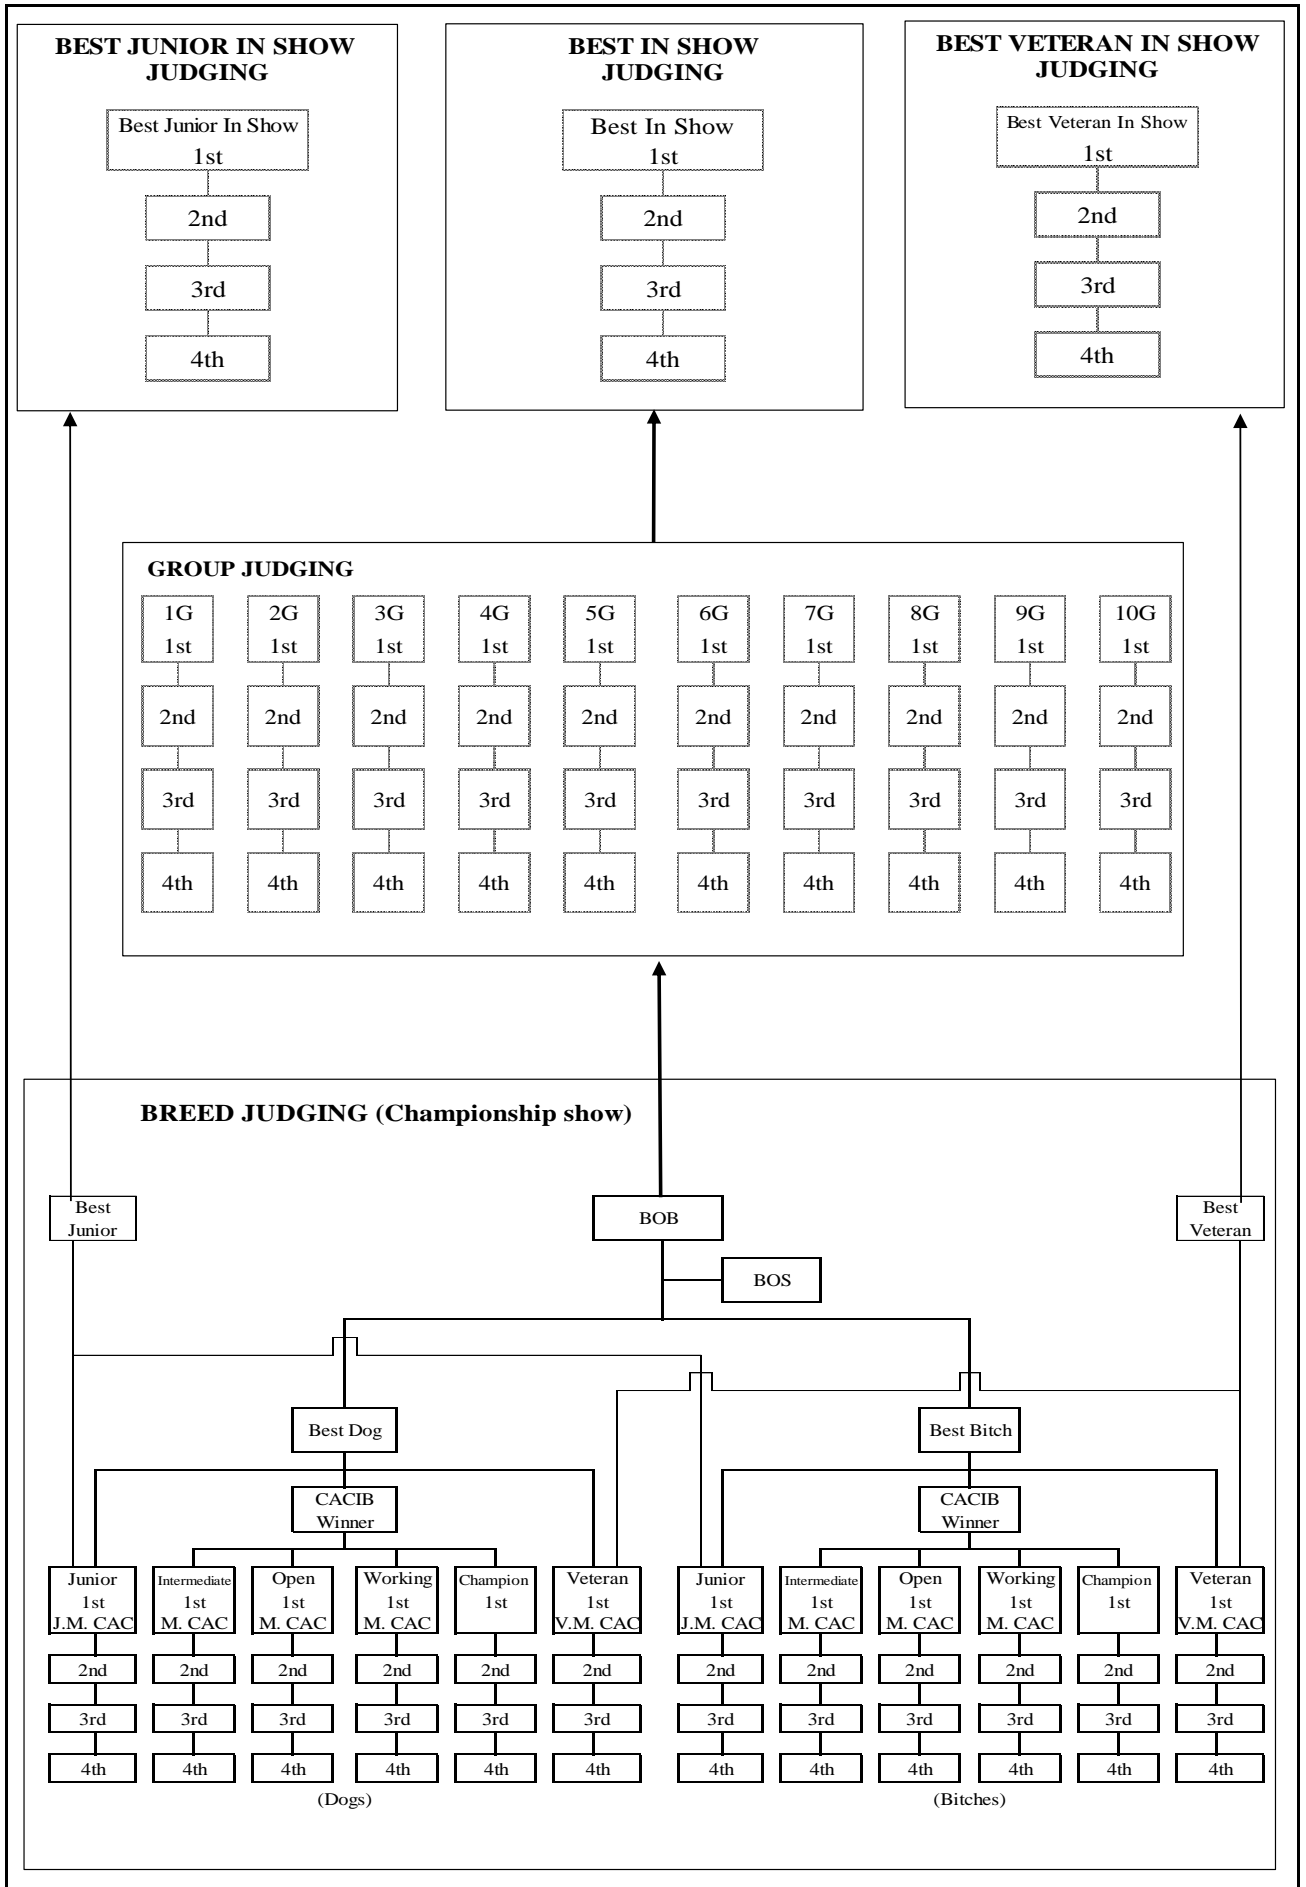 BEST JUNIOR IN SHOW
JUDGING
Best Junior In Show
1st
2nd
3rd
4th
BEST IN SHOW
JUDGING
Best In Show
1st
2nd
3rd
4th
BEST VETERAN IN SHOW
JUDGING
Best Veteran In Show
1st
2nd
3rd
4th
GROUP JUDGING
1G 2G 3G 4G 5G 6G 7G 8G 9G 10G
1st 1st 1st 1st 1st 1st 1st 1st 1st 1st
2nd 2nd 2nd 2nd 2nd 2nd 2nd 2nd 2nd 2nd
3rd 3rd 3rd 3rd 3rd 3rd 3rd 3rd 3rd 3rd
4th 4th 4th 4th 4th 4th 4th 4th 4th 4th
BREED JUDGING (Championship show)
Best
Junior
BOB
Best
Veteran
BOS
Best Dog
Best Bitch
CACIB
Winner
CACIB
Winner
Junior Intermediate Open Working Champion Veteran Junior Intermediate Open Working Champion Veteran
1st 1st 1st 1st 1st 1st 1st 1st 1st 1st 1st 1st
J.M. CAC M. CAC M. CAC M. CAC V.M. CAC J.M. CAC M. CAC M. CAC M. CAC V.M. CAC
2nd 2nd 2nd 2nd 2nd 2nd 2nd 2nd 2nd 2nd 2nd 2nd
3rd 3rd 3rd 3rd 3rd 3rd 3rd 3rd 3rd 3rd 3rd 3rd
4th 4th 4th 4th 4th 4th 4th 4th 4th 4th 4th 4th
(Dogs) (Bitches)